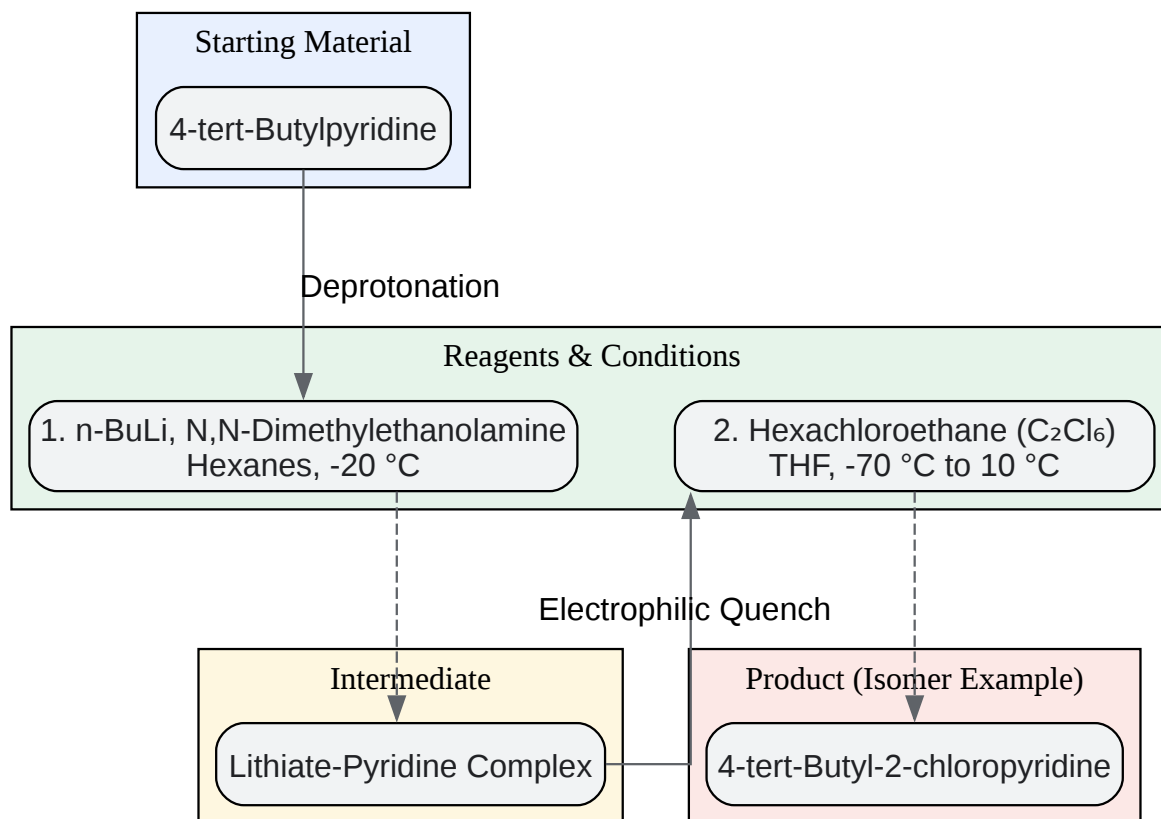 Starting Material
4-tert-Butylpyridine
Deprotonation
Reagents & Conditions
1. n-BuLi, N,N-Dimethylethanolamine
Hexanes, -20 °C
2. Hexachloroethane (C₂Cl₆)
THF, -70 °C to 10 °C
Electrophilic Quench
Intermediate
Lithiate-Pyridine Complex
Product (Isomer Example)
4-tert-Butyl-2-chloropyridine